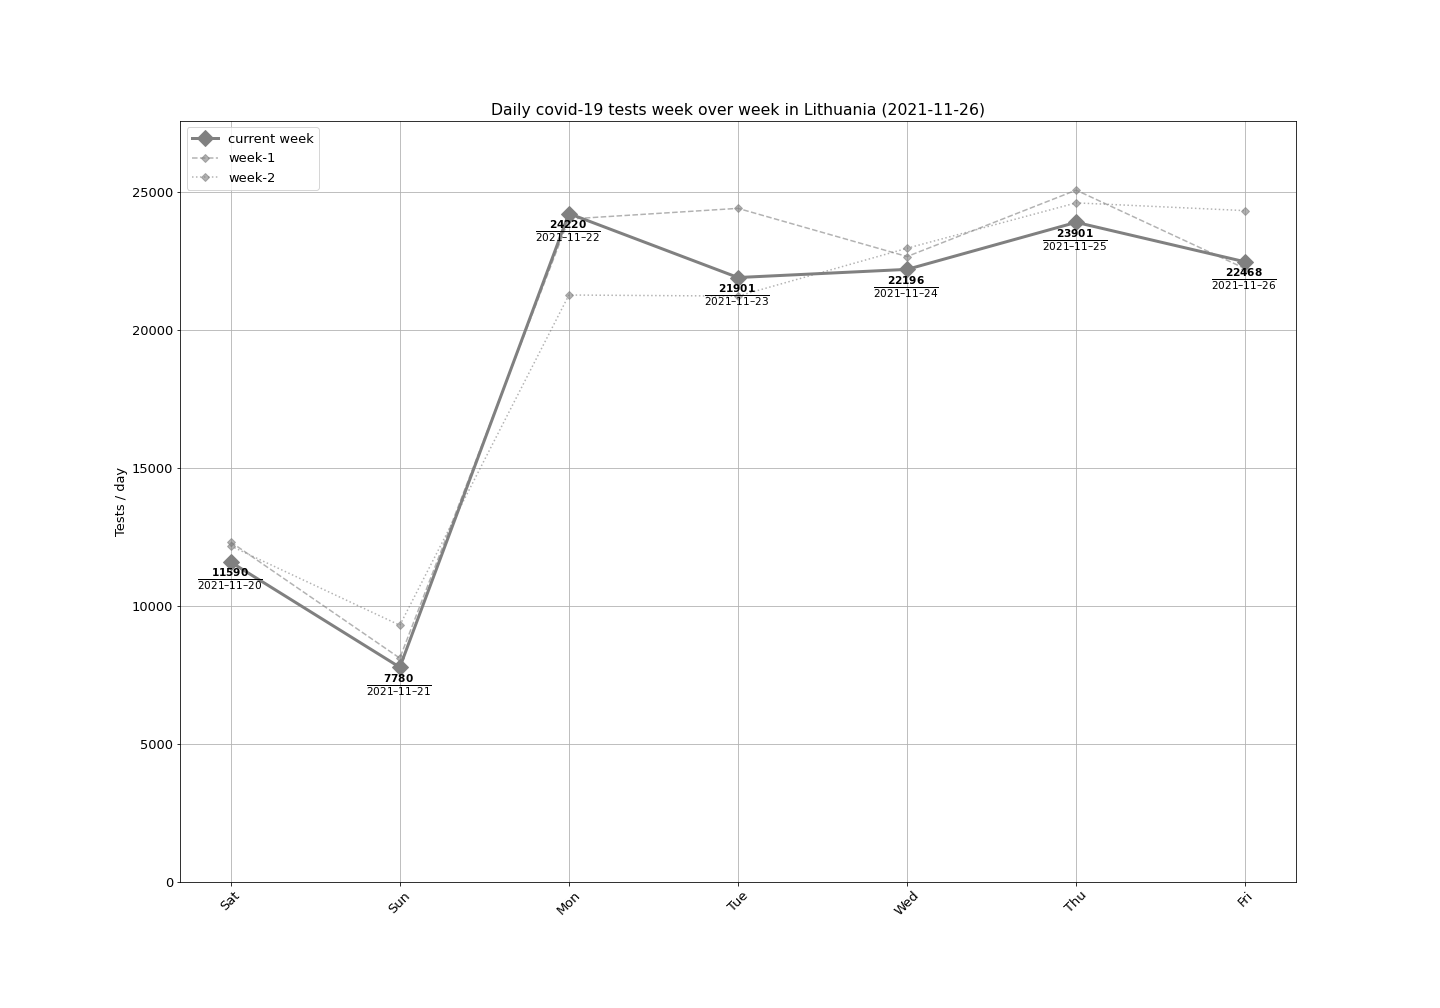 Daily covid-19 tests week over week in Lithuania (2021-11-26)
current week
week-1
week-2
Tests / day
25000
20000
15000
10000
5000
0
11590
2021–11–20
7780
2021–11–21
24220
2021–11–22
21901
2021–11–23
22196
2021–11–24
23901
2021–11–25
22468
2021–11–26
Sat
Sun
Mon
Tue
Wed
Thu
Fri